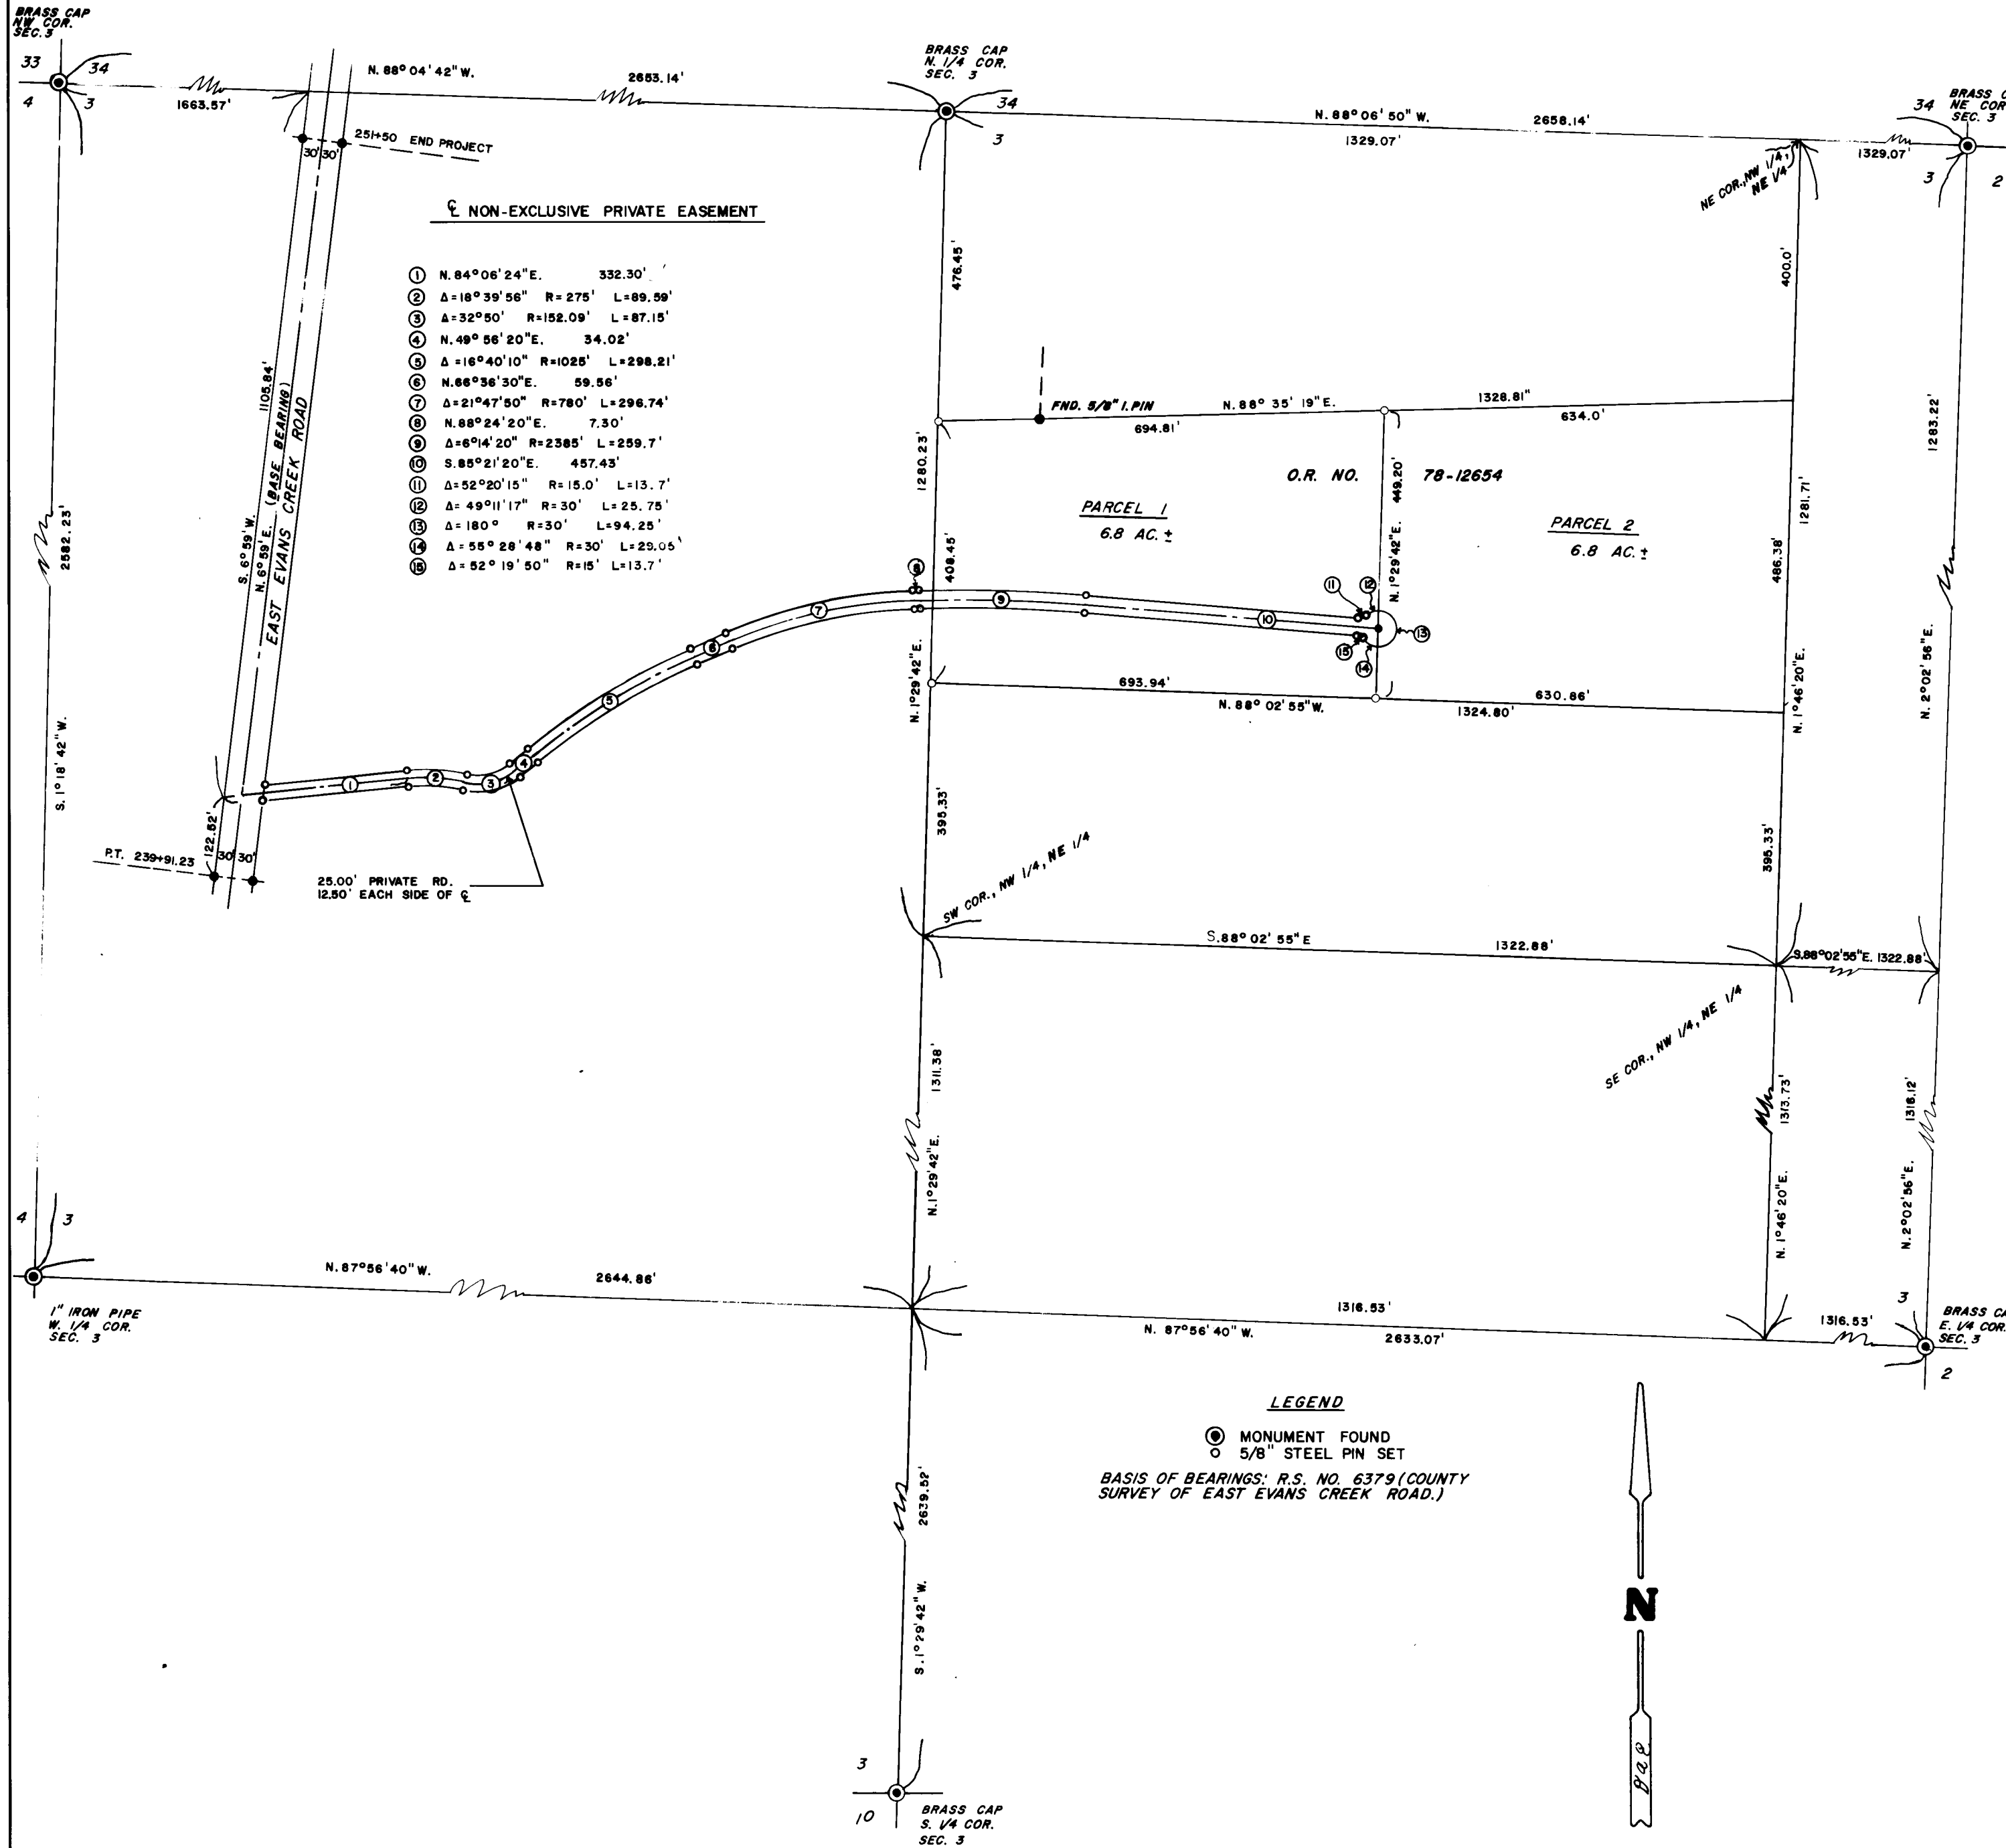 BRASS CAP
NW COR.
SEC. 3
33
34
4
3
1663.57'
N. 88° 04' 42" W.
2653.14'
BRASS CAP
N. 1/4 COR.
SEC. 3
34
3
N. 88° 06' 50" W.
2658.14'
1329.07'
1329.07'
34
BRASS C
NE COR
SEC. 3
3
2
NE COR., NW 1/4,
NE 1/4
251+50 END PROJECT
30' 30'
℄ NON-EXCLUSIVE PRIVATE EASEMENT
① N. 84° 06' 24" E. 332.30'
② Δ=18° 39' 56" R=275' L=89.59'
③ Δ=32° 50' R=152.09' L=87.15'
④ N. 49° 56' 20" E. 34.02'
⑤ Δ=16° 40' 10" R=1025' L=298.21'
⑥ N. 66° 36' 30" E. 59.56'
⑦ Δ=21° 47' 50" R=780' L=296.74'
⑧ N. 88° 24' 20" E. 7.30'
⑨ Δ=6° 14' 20" R=2385' L=259.7'
⑩ S. 85° 21' 20" E. 457.43'
⑪ Δ=52° 20' 15" R=15.0' L=13.7'
⑫ Δ=49° 11' 17" R=30' L=25.75'
⑬ Δ=180° R=30' L=94.25'
⑭ Δ=55° 28' 48" R=30' L=29.05'
⑮ Δ=52° 19' 50" R=15' L=13.7'
476.45'
400.0'
1105.84'
S. 6° 59' W.
N. 6° 59' E. (BASE BEARING)
EAST EVANS CREEK ROAD
2582.23'
S. 1° 18' 42" W.
FND. 5/8" I. PIN
N. 88° 35' 19" E.
1328.81"
694.81'
634.0'
1283.22'
1280.23'
449.20'
O.R. NO. 78-12654
PARCEL 1
6.8 AC. ±
PARCEL 2
6.8 AC. ±
1281.71'
486.38'
408.45'
N. 1° 29' 42" E.
N. 1° 29' 42" E.
N. 2° 02' 56" E.
N. 1° 46' 20" E.
①
②
③
④
⑤
⑥
⑦
⑧
⑨
⑩
⑪
⑫
⑬
⑭
⑮
693.94'
N. 88° 02' 55" W.
630.86'
1324.80'
122.52'
P.T. 239+91.23
30' 30'
25.00' PRIVATE RD.
12.50' EACH SIDE OF ℄
395.33'
395.33'
SW COR., NW 1/4, NE 1/4
S. 88° 02' 55" E
1322.88'
S. 88° 02' 55" E. 1322.88'
SE COR., NW 1/4, NE 1/4
1311.38'
N. 1° 29' 42" E.
1313.73'
N. 1° 46' 20" E.
1316.12'
N. 2° 02' 56" E.
4
3
1" IRON PIPE
W. 1/4 COR.
SEC. 3
N. 87° 56' 40" W.
2644.86'
1316.53'
N. 87° 56' 40" W.
2633.07'
1316.53'
3
BRASS CA
E. 1/4 COR.
SEC. 3
2
LEGEND
MONUMENT FOUND
5/8" STEEL PIN SET
BASIS OF BEARINGS: R.S. NO. 6379 (COUNTY
SURVEY OF EAST EVANS CREEK ROAD.)
2639.52'
S. 1° 29' 42" W.
N
3
10
BRASS CAP
S. 1/4 COR.
SEC. 3